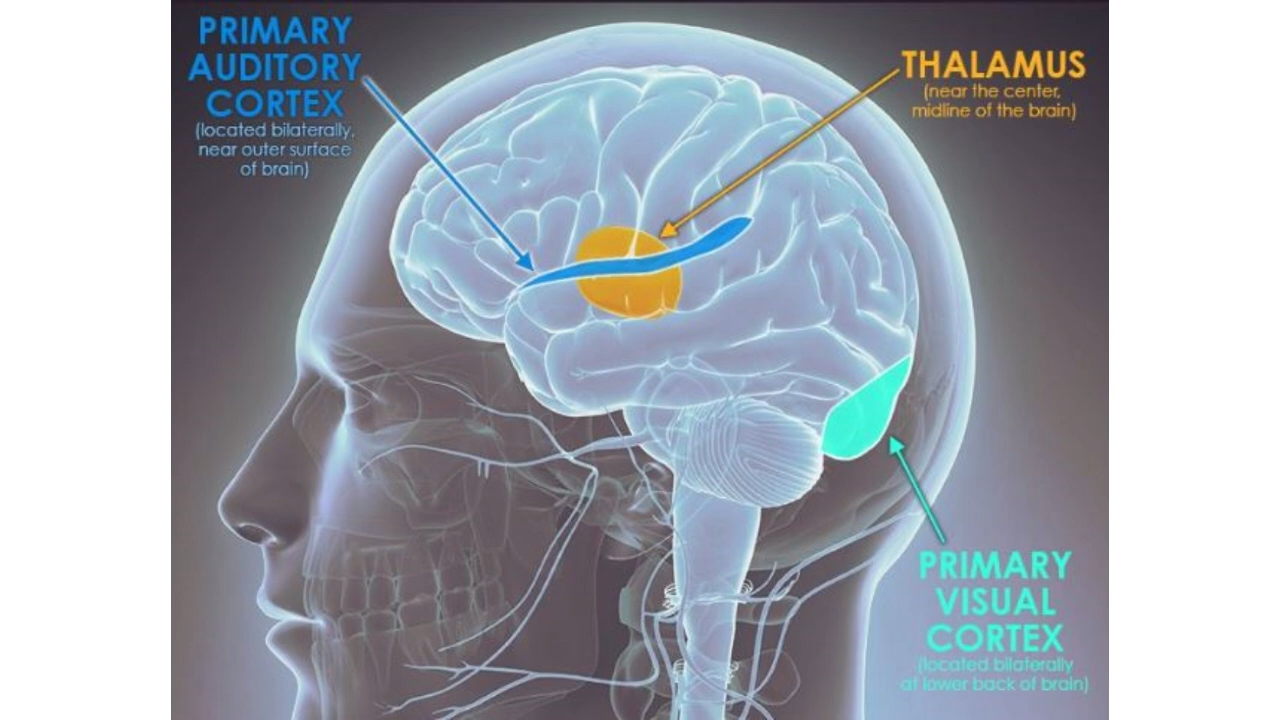 PRIMARY
AUDITORY
CORTEX
(located bilaterally,
near outer surface
of brain)
THALAMUS
(near the center,
midline of the brain)
PRIMARY
VISUAL
CORTEX
(located bilaterally
at lower back of brain)